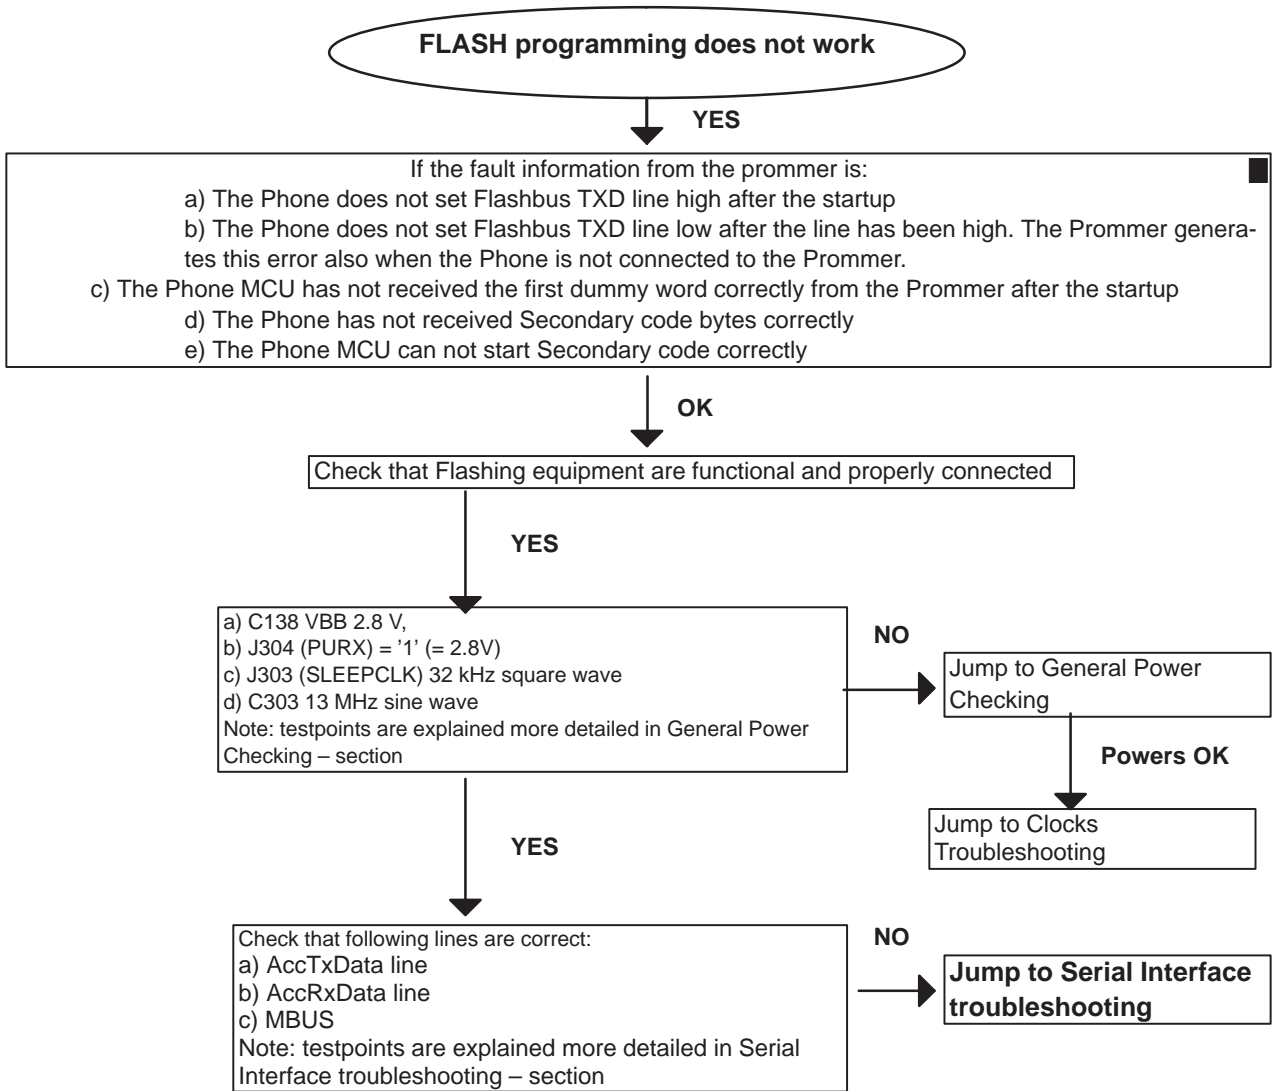 FLASH programming does not work
YES
If the fault information from the prommer is:
a) The Phone does not set Flashbus TXD line high after the startup
b) The Phone does not set Flashbus TXD line low after the line has been high. The Prommer genera-
tes this error also when the Phone is not connected to the Prommer.
c) The Phone MCU has not received the first dummy word correctly from the Prommer after the startup
d) The Phone has not received Secondary code bytes correctly
e) The Phone MCU can not start Secondary code correctly
OK
Check that Flashing equipment are functional and properly connected
YES
a) C138 VBB 2.8 V,
b) J304 (PURX) = ’1’ (= 2.8V)
c) J303 (SLEEPCLK) 32 kHz square wave
d) C303 13 MHz sine wave
Note: testpoints are explained more detailed in General Power
Checking – section
NO
Jump to General Power
Checking
Powers OK
Jump to Clocks
Troubleshooting
YES
Check that following lines are correct:
a) AccTxData line
b) AccRxData line
c) MBUS
Note: testpoints are explained more detailed in Serial
Interface troubleshooting – section
NO
Jump to Serial Interface
troubleshooting